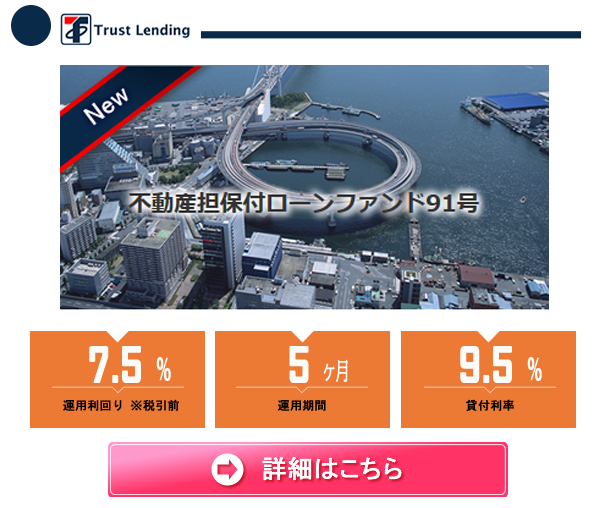 Trust Lending
New
不動産担保付ローンファンド91号
7.5 % 5 ヶ月 9.5 %
運用利回り ※税引前 運用期間 貸付利率
詳細はこちら